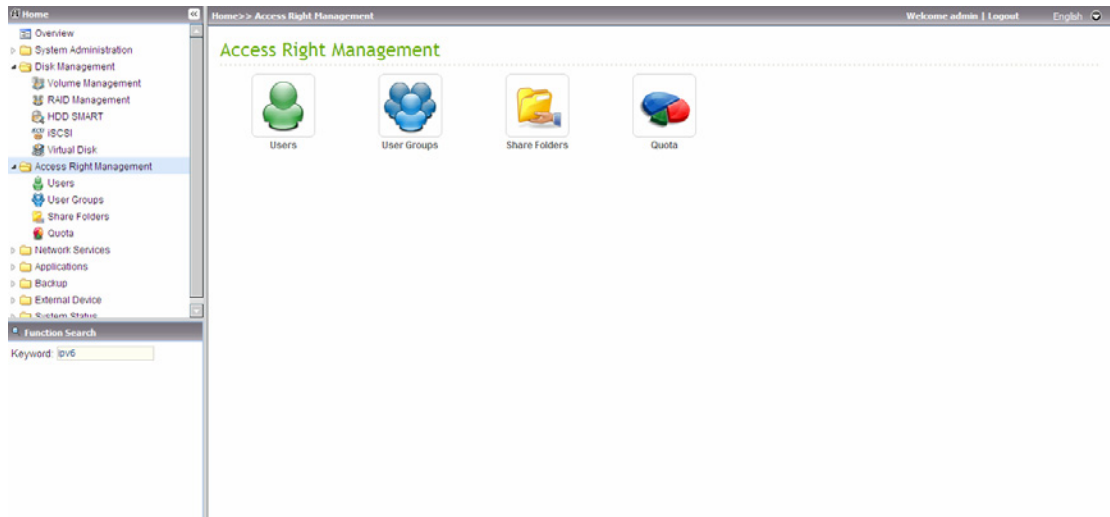 Home
Home>> Access Right Management
Welcome admin | Logout
English
Overview
System Administration
Disk Management
Volume Management
RAID Management
HDD SMART
iSCSI
Virtual Disk
Access Right Management
Users
User Groups
Share Folders
Quota
Network Services
Applications
Backup
External Device
System Status
Function Search
Keyword: ipv6
Access Right Management
Users
User Groups
Share Folders
Quota